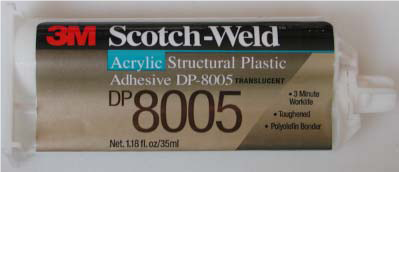 3M Scotch-Weld™
Acrylic Structural Plastic
Adhesive DP-8005 TRANSLUCENT
DP 8005
• 3 Minute
Worklife
• Toughened
• Polyolefin Bonder
Net. 1.18 fl. oz/35ml